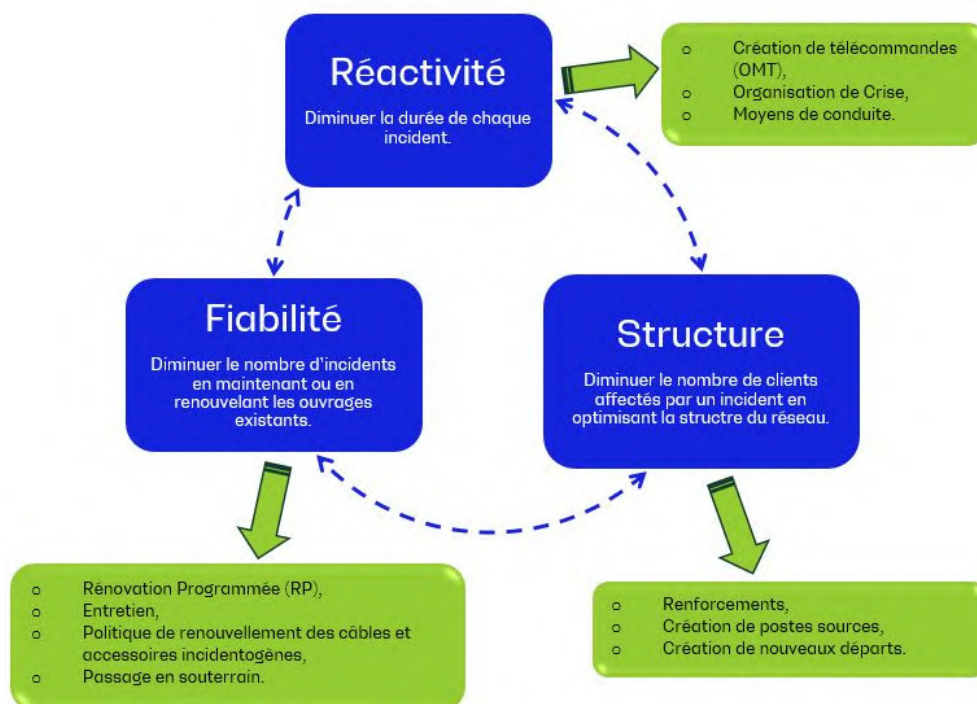 Réactivité
Diminuer la durée de chaque
incident.
o Création de télécommandes
(OMT),
o Organisation de Crise,
o Moyens de conduite.
Fiabilité
Diminuer le nombre d'incidents
en maintenant ou en
renouvelant les ouvrages
existants.
Structure
Diminuer le nombre de clients
affectés par un incident en
optimisant la structre du réseau.
o Rénovation Programmée (RP),
o Entretien,
o Politique de renouvellement des câbles et
accessoires incidentogènes,
o Passage en souterrain.
o Renforcements,
o Création de postes sources,
o Création de nouveaux départs.